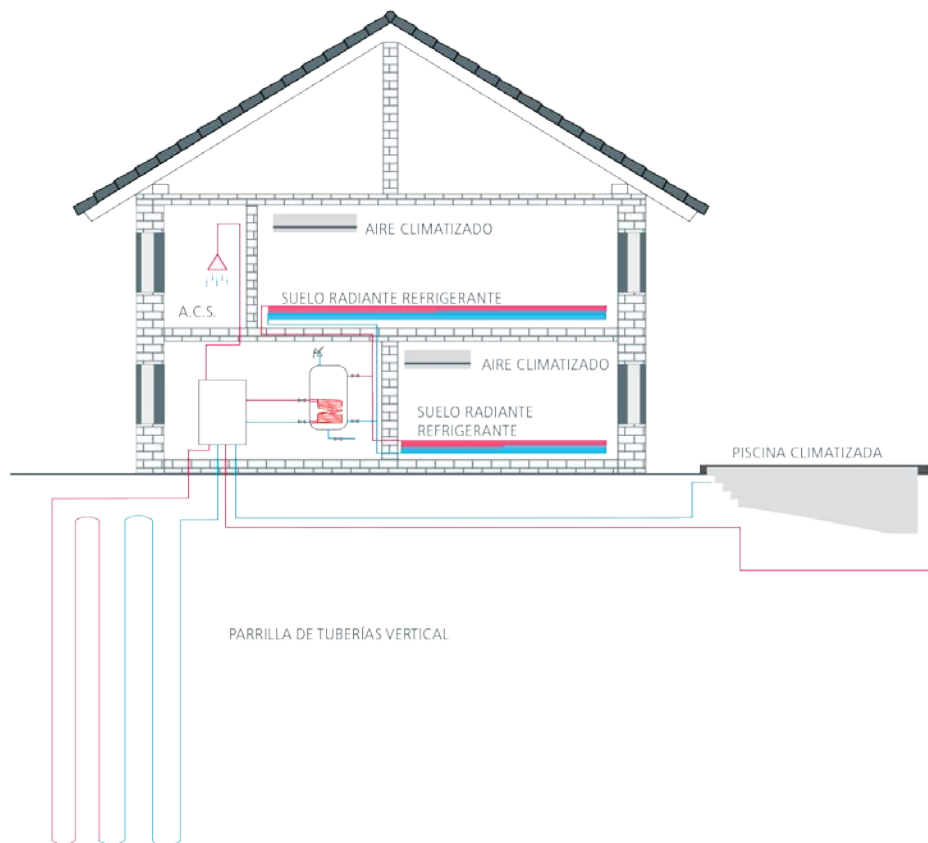 AIRE CLIMATIZADO
SUELO RADIANTE REFRIGERANTE
A.C.S.
AIRE CLIMATIZADO
SUELO RADIANTE
REFRIGERANTE
PISCINA CLIMATIZADA
PARRILLA DE TUBERÍAS VERTICAL